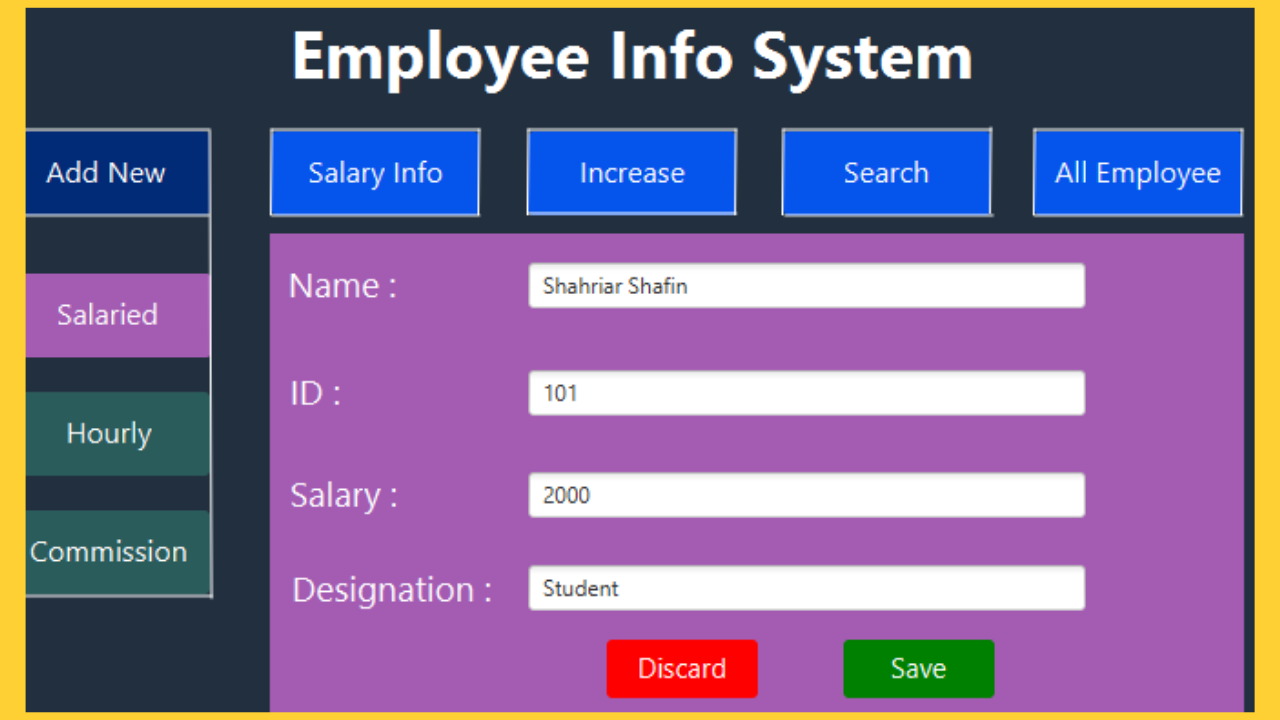 Employee Info System
Add New
Salary Info
Increase
Search
All Employee
Salaried
Hourly
Commission
Name :
Shahriar Shafin
ID :
101
Salary :
2000
Designation :
Student
Discard
Save